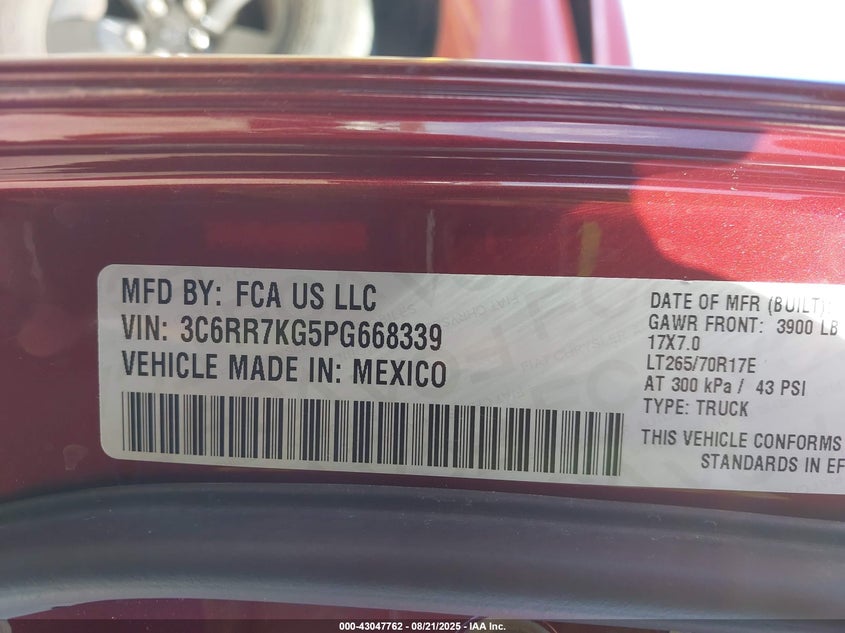 MFD BY: FCA US LLC
VIN: 3C6RR7KG5PG668339
VEHICLE MADE IN: MEXICO
DATE OF MFR (BUILT):
GAWR FRONT: 3900 LB
17X7.0
LT265/70R17E
AT 300 kPa / 43 PSI
TYPE: TRUCK
THIS VEHICLE CONFORMS
STANDARDS IN EF
000-43047762 - 08/21/2025 - IAA Inc.